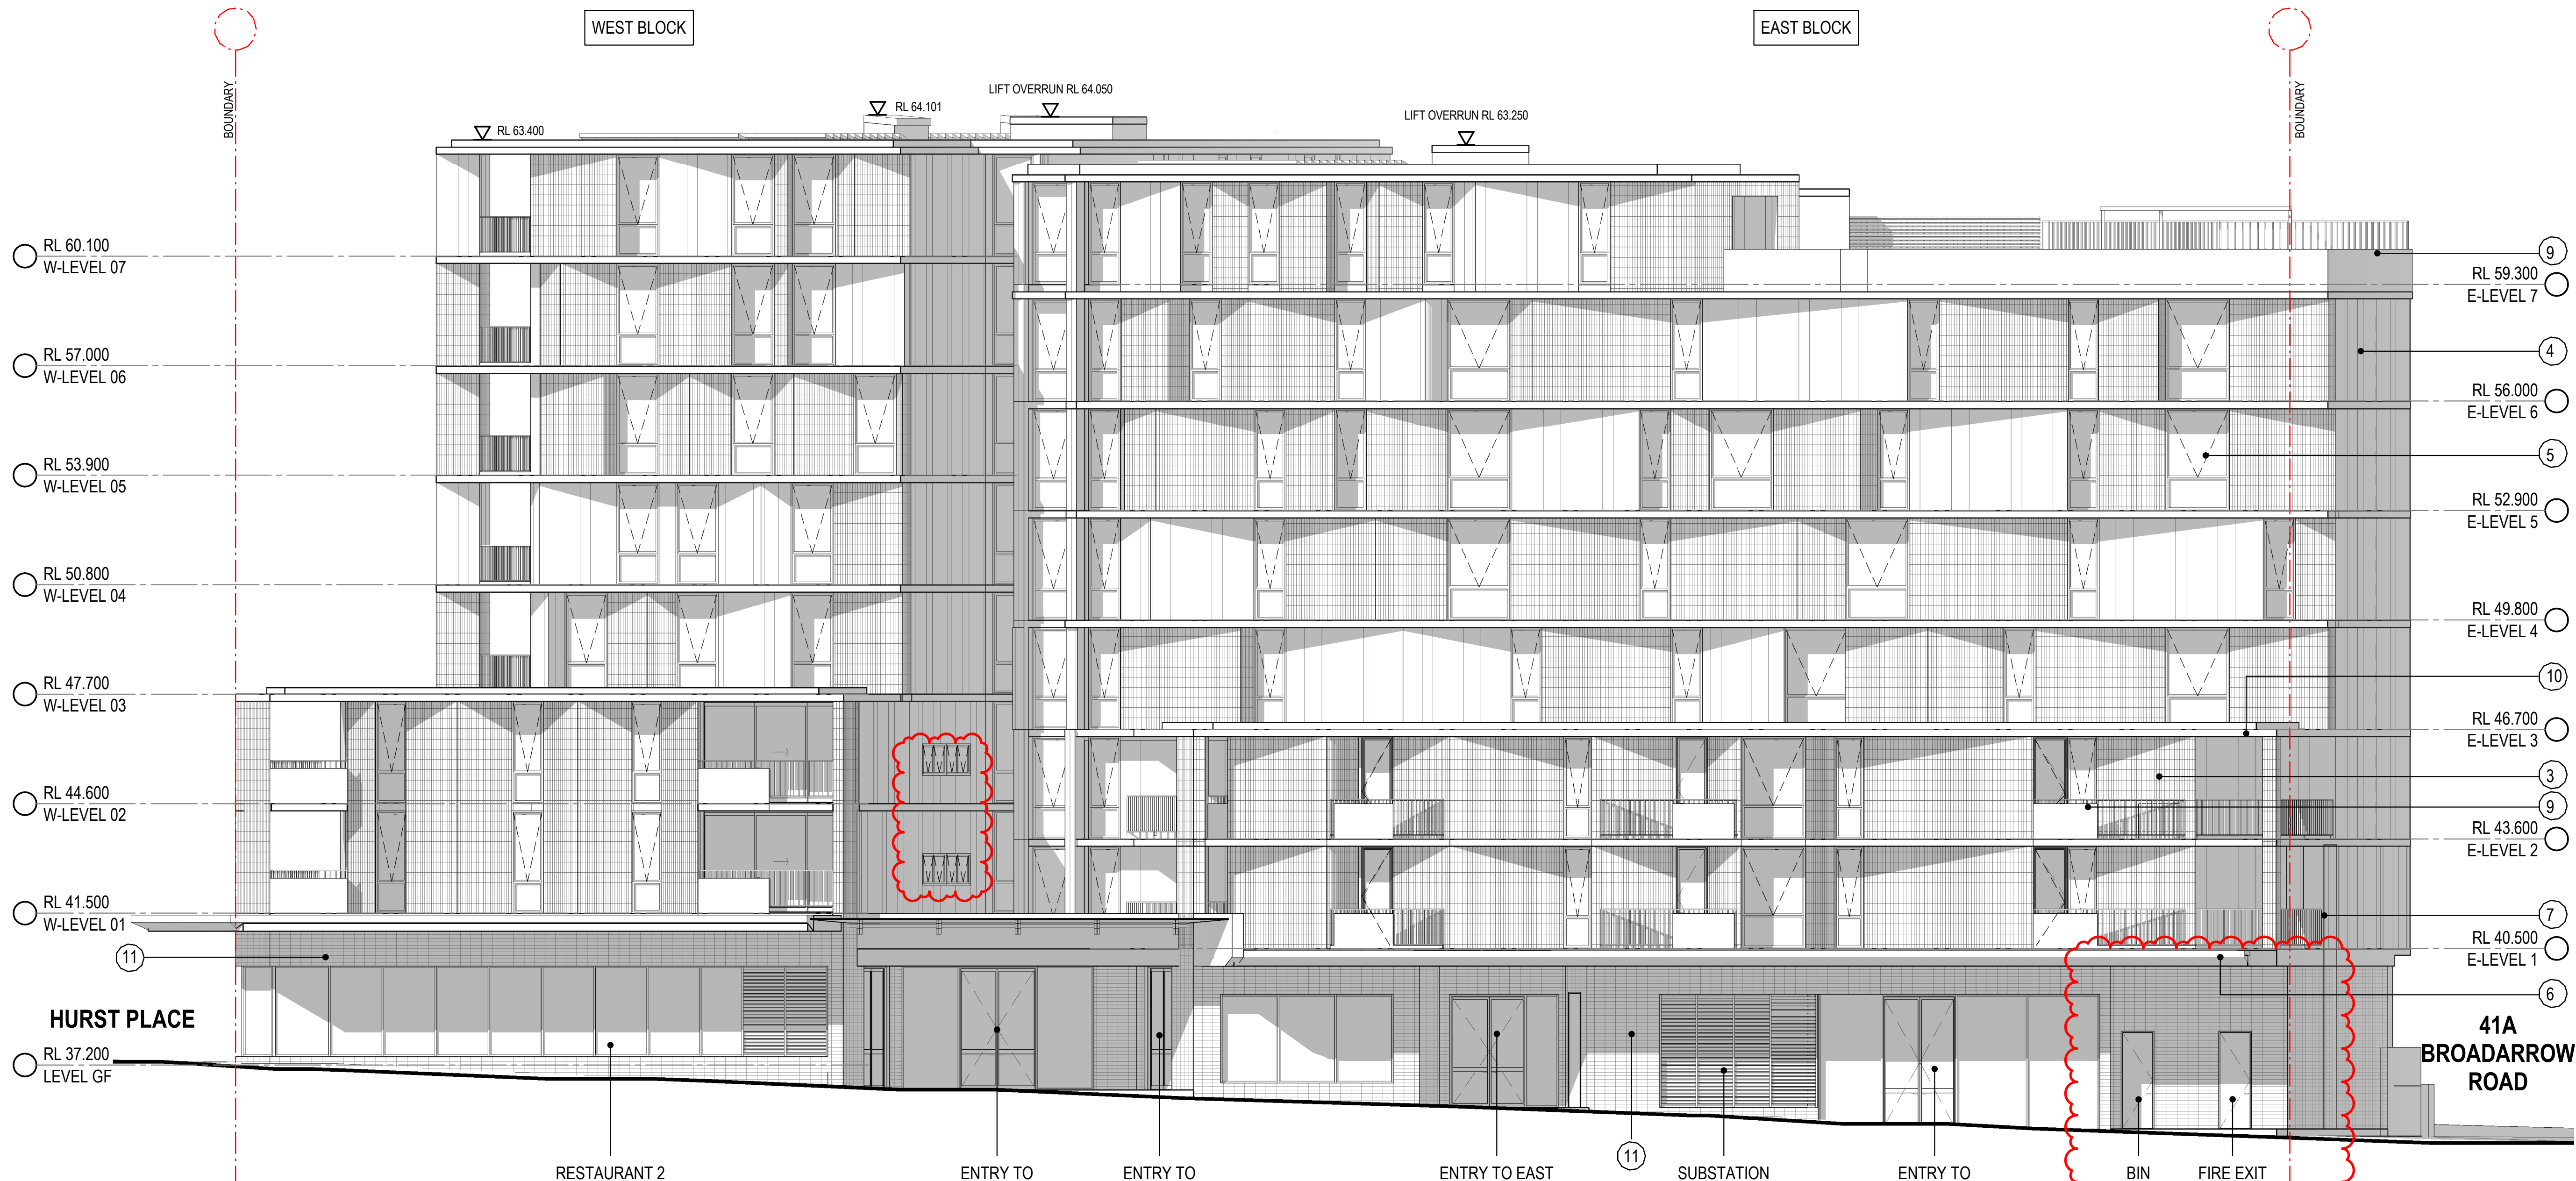 WEST BLOCK
EAST BLOCK
BOUNDARY
BOUNDARY
LIFT OVERRUN RL 64.050
RL 64.101
LIFT OVERRUN RL 63.250
RL 63.400
RL 60.100
W-LEVEL 07
RL 57.000
W-LEVEL 06
RL 53.900
W-LEVEL 05
RL 50.800
W-LEVEL 04
RL 47.700
W-LEVEL 03
RL 44.600
W-LEVEL 02
RL 41.500
W-LEVEL 01
11
HURST PLACE
RL 37.200
LEVEL GF
9
RL 59.300
E-LEVEL 7
4
RL 56.000
E-LEVEL 6
5
RL 52.900
E-LEVEL 5
RL 49.800
E-LEVEL 4
10
RL 46.700
E-LEVEL 3
3
9
RL 43.600
E-LEVEL 2
7
RL 40.500
E-LEVEL 1
6
41A
BROADARROW
ROAD
RESTAURANT 2
ENTRY TO
ENTRY TO
ENTRY TO EAST
11
SUBSTATION
ENTRY TO
BIN
FIRE EXIT